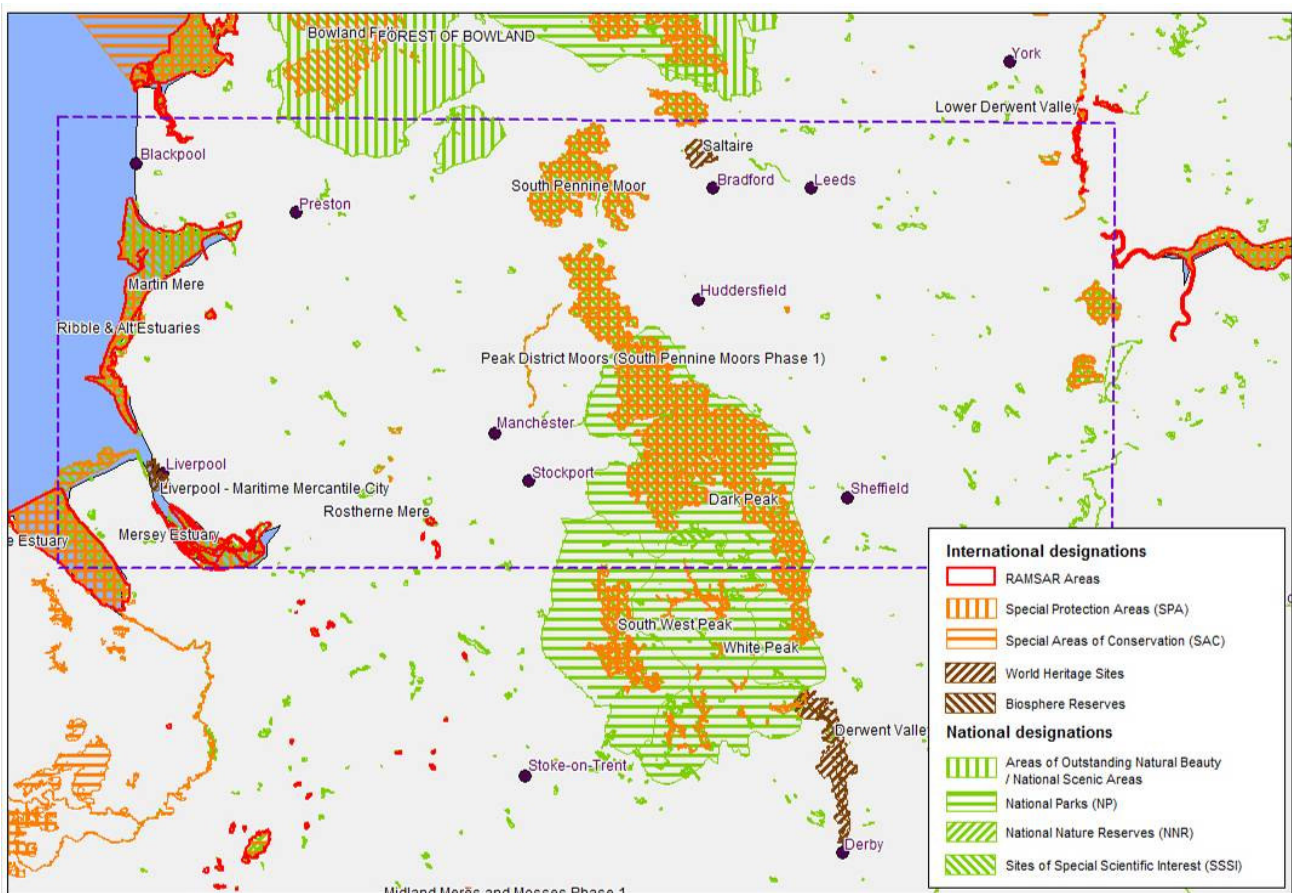 Bowland F
FOREST OF BOWLAND
York
Lower Derwent Valley
Blackpool
Saltaire
South Pennine Moor
Bradford
Leeds
Preston
Martin Mere
Huddersfield
Ribble & Alt Estuaries
Peak District Moors (South Pennine Moors Phase 1)
Manchester
Liverpool
Stockport
Liverpool - Maritime Mercantile City
Dark Peak
Sheffield
Rostherne Mere
Mersey Estuary
e Estuary
South West Peak
White Peak
Derwent Valley
Stoke-on-Trent
Derby
Midland Meres and Mosses Phase 1
International designations
RAMSAR Areas
Special Protection Areas (SPA)
Special Areas of Conservation (SAC)
World Heritage Sites
Biosphere Reserves
National designations
Areas of Outstanding Natural Beauty
/ National Scenic Areas
National Parks (NP)
National Nature Reserves (NNR)
Sites of Special Scientific Interest (SSSI)